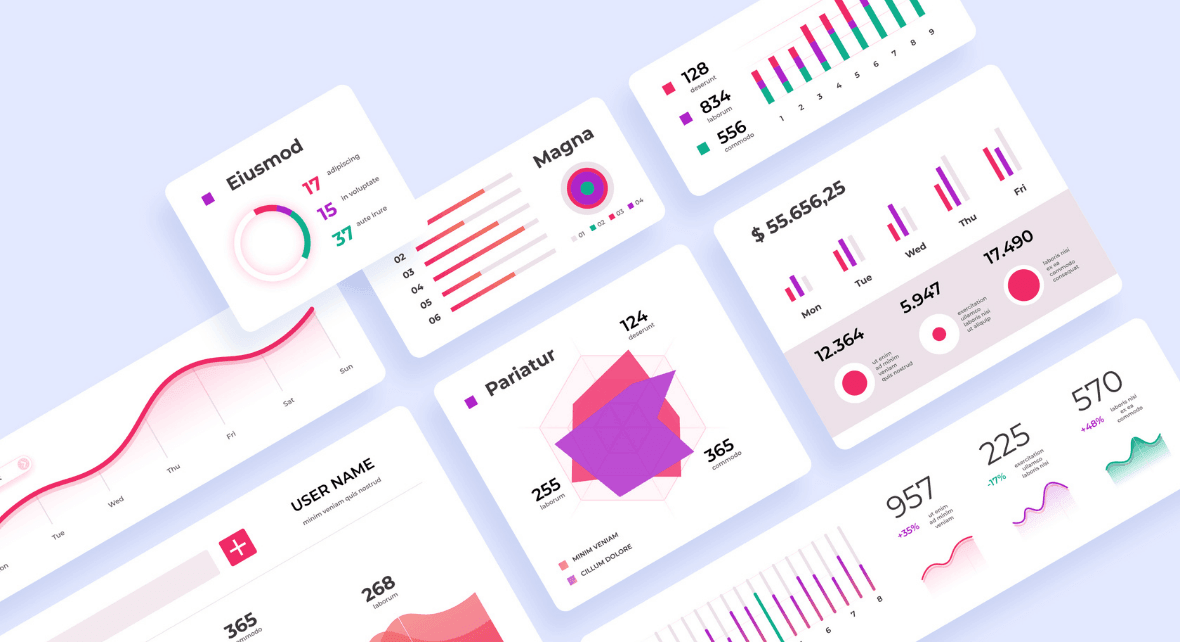 128
deserunt
834
laborum
556
commodo
1
2
3
4
5
6
7
8
9
Eiusmod
17
adipiscing
15
in voluptate
37
aute irure
Magna
02
03
04
05
06
01
02
03
04
$ 55.656,25
Mon
Tue
Wed
Thu
Fri
12.364
ut enim
ad minim
veniam
quis nostrud
5.947
exercitation
ullamco
laboris nisi
ut aliquip
17.490
laboris nisi
ex ea
commodo
consequat
Tue
Wed
Thu
Fri
Sat
Sun
Pariatur
124
deserunt
365
commodo
255
laborum
MINIM VENIAM
CILLUM DOLORE
USER NAME
minim veniam quis nostrud
365
268
laborum
957
+35%
ut enim
ad minim
veniam
225
-17%
exercitation
ullamco
laboris nisi
570
+48%
laboris nisi
ex ea
commodo
6
7
8